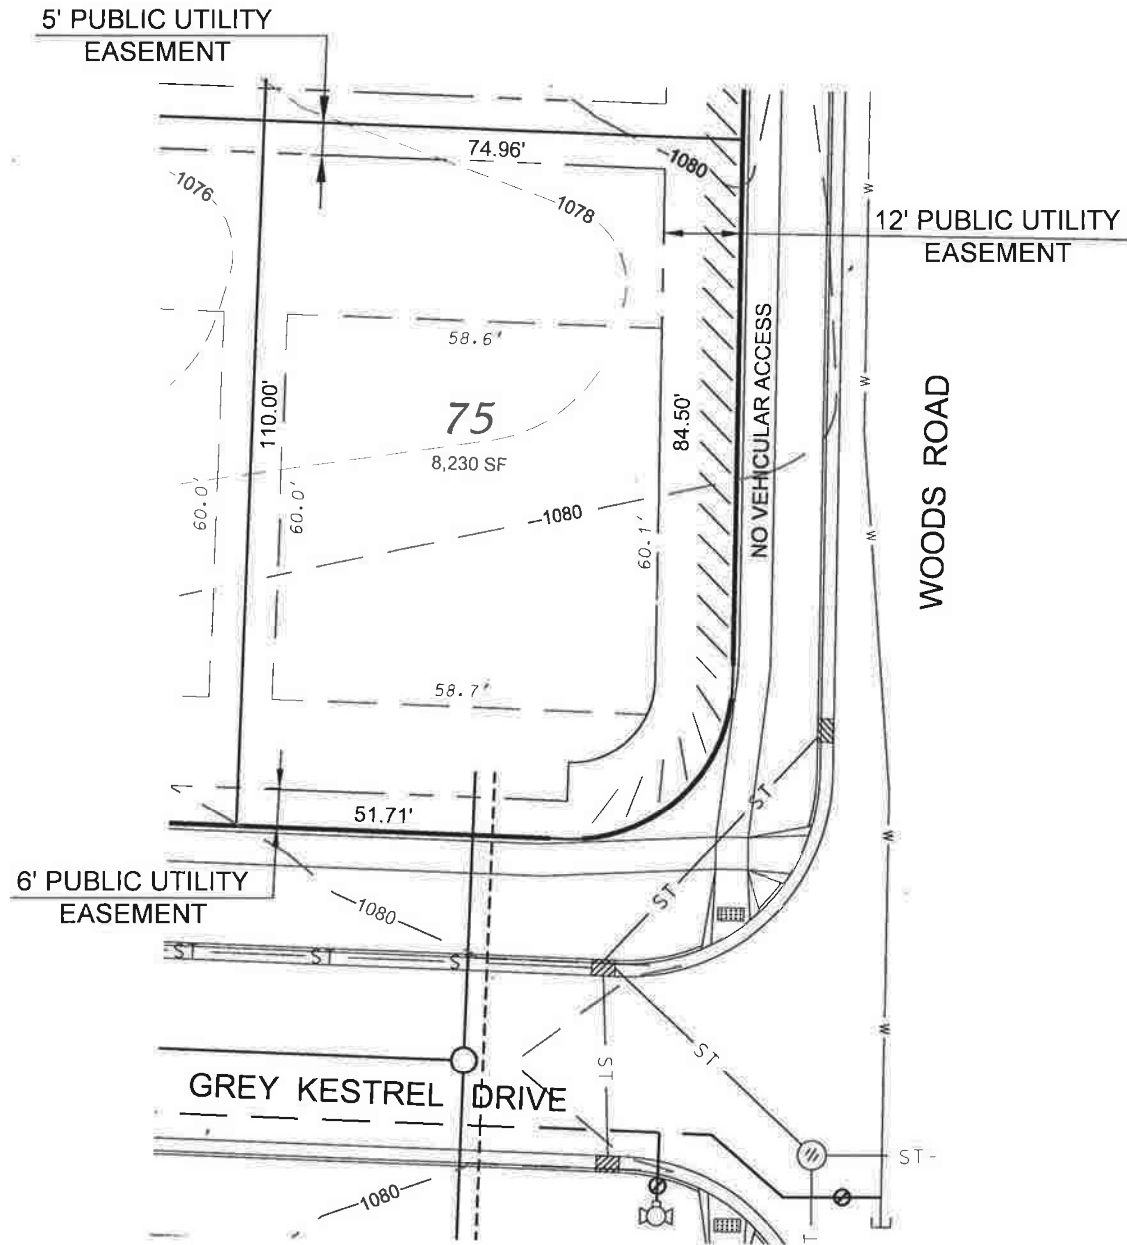 5' PUBLIC UTILITY
EASEMENT
74.96'
1080
1076
1078
12' PUBLIC UTILITY
EASEMENT
W
58.6'
NO VEHICULAR ACCESS
110.00'
75
8,230 SF
84.50'
W
WOODS ROAD
60.0'
60.0'
1080
60.1'
W
58.7'
51.71'
ST
W
6' PUBLIC UTILITY
EASEMENT
1080
ST
ST
ST
S
W
ST
ST
GREY KESTREL DRIVE
ST-
1080
T